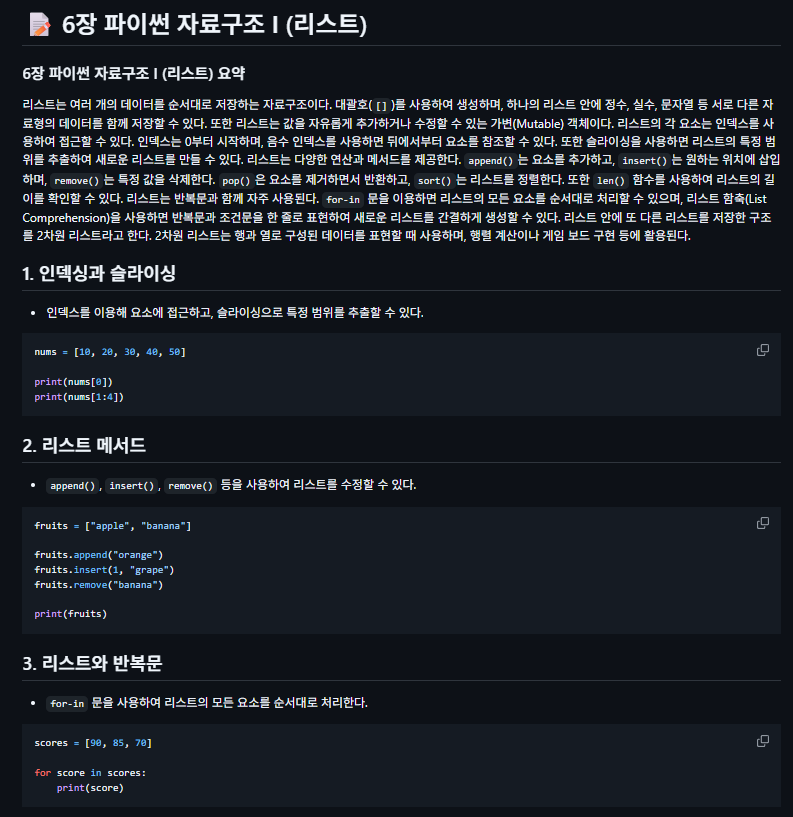 📝 6장 파이썬 자료구조 I (리스트)
6장 파이썬 자료구조 I (리스트) 요약
리스트는 여러 개의 데이터를 순서대로 저장하는 자료구조이다. 대괄호( [] )를 사용하여 생성하며, 하나의 리스트 안에 정수, 실수, 문자열 등 서로 다른 자
료형의 데이터를 함께 저장할 수 있다. 또한 리스트는 값을 자유롭게 추가하거나 수정할 수 있는 가변(Mutable) 객체이다. 리스트의 각 요소는 인덱스를 사
용하여 접근할 수 있다. 인덱스는 0부터 시작하며, 음수 인덱스를 사용하면 뒤에서부터 요소를 참조할 수 있다. 또한 슬라이싱을 사용하면 리스트의 특정 범
위를 추출하여 새로운 리스트를 만들 수 있다. 리스트는 다양한 연산과 메서드를 제공한다. append() 는 요소를 추가하고, insert() 는 원하는 위치에 삽입
하며, remove() 는 특정 값을 삭제한다. pop() 은 요소를 제거하면서 반환하고, sort() 는 리스트를 정렬한다. 또한 len() 함수를 사용하여 리스트의 길
이를 확인할 수 있다. 리스트는 반복문과 함께 자주 사용된다. for-in 문을 이용하면 리스트의 모든 요소를 순서대로 처리할 수 있으며, 리스트 함축(List
Comprehension)을 사용하면 반복문과 조건문을 한 줄로 표현하여 새로운 리스트를 간결하게 생성할 수 있다. 리스트 안에 또 다른 리스트를 저장한 구조
를 2차원 리스트라고 한다. 2차원 리스트는 행과 열로 구성된 데이터를 표현할 때 사용하며, 행렬 계산이나 게임 보드 구현 등에 활용된다.
1. 인덱싱과 슬라이싱
• 인덱스를 이용해 요소에 접근하고, 슬라이싱으로 특정 범위를 추출할 수 있다.
nums = [10, 20, 30, 40, 50]
print(nums[0])
print(nums[1:4])
2. 리스트 메서드
• append() , insert() , remove() 등을 사용하여 리스트를 수정할 수 있다.
fruits = ["apple", "banana"]
fruits.append("orange")
fruits.insert(1, "grape")
fruits.remove("banana")
print(fruits)
3. 리스트와 반복문
• for-in 문을 사용하여 리스트의 모든 요소를 순서대로 처리한다.
scores = [90, 85, 70]
for score in scores:
    print(score)